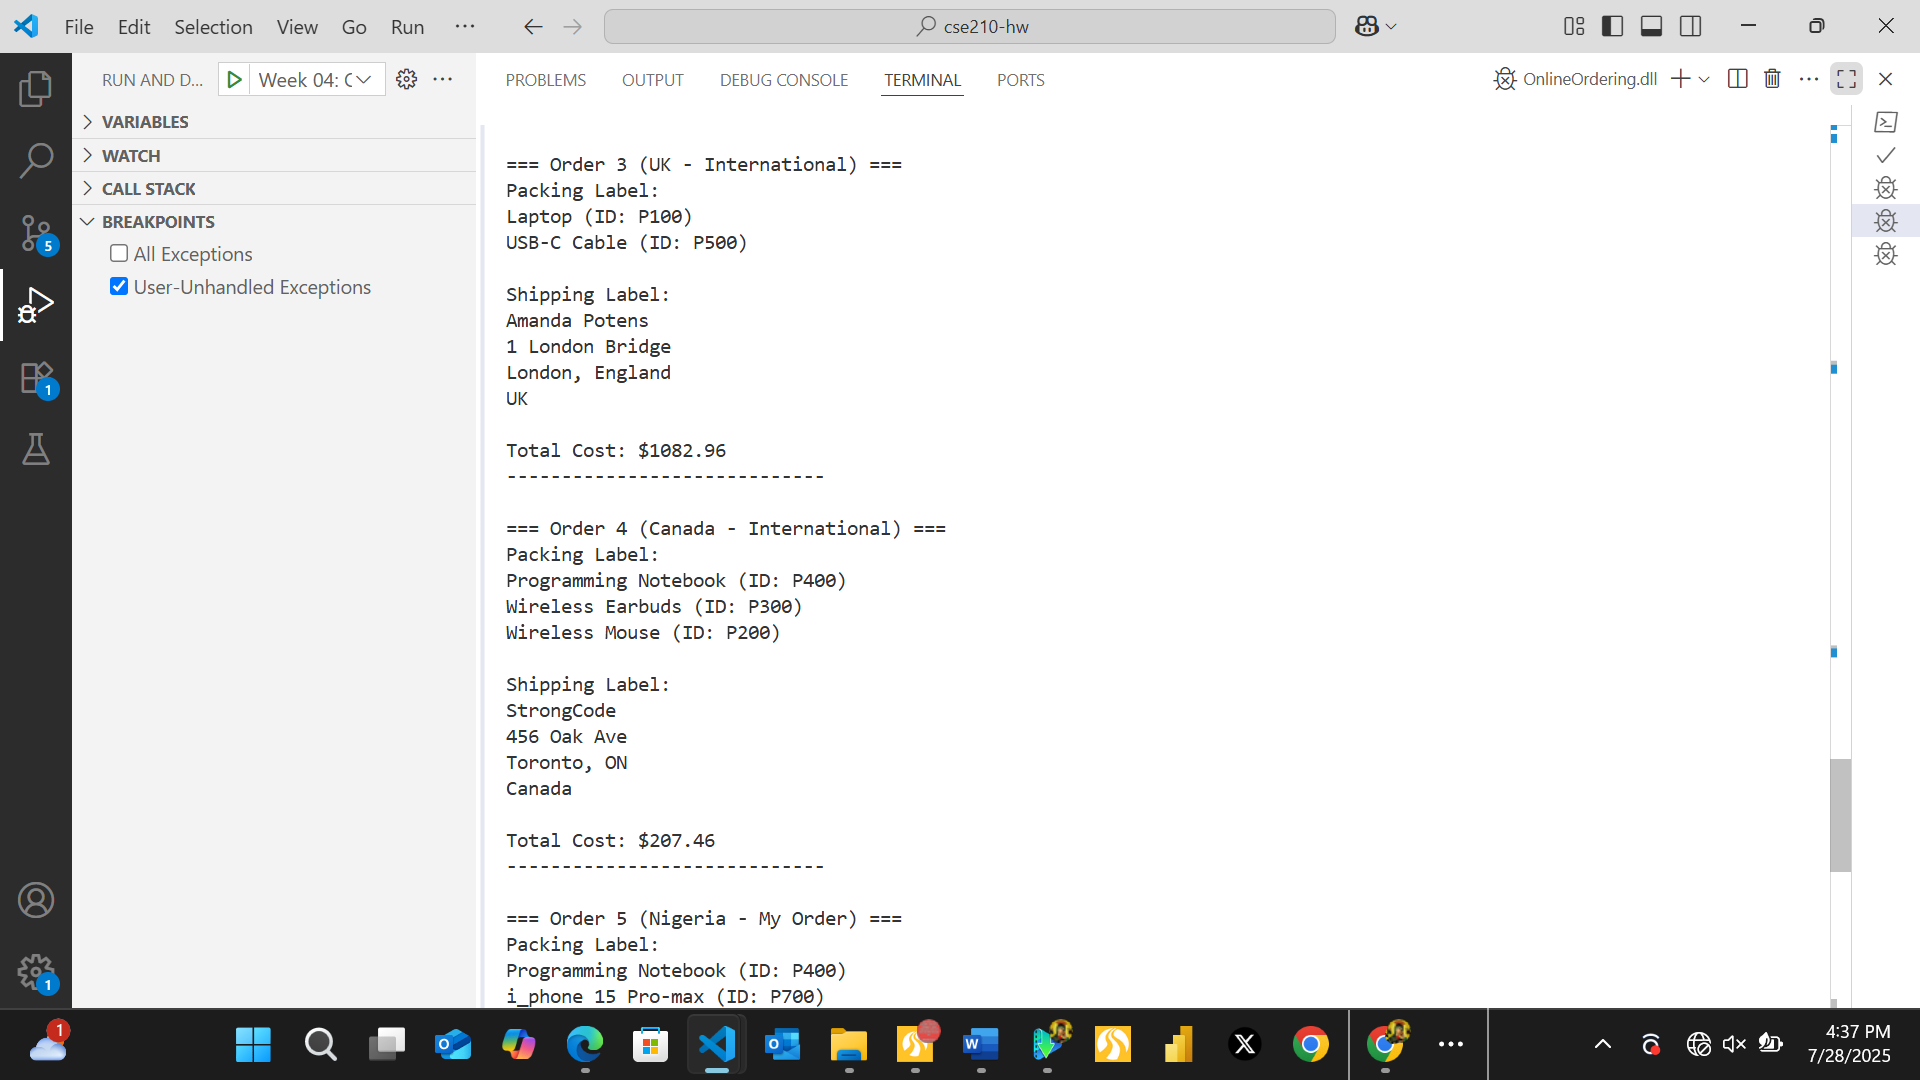 File Edit Selection View Go Run ··· cse210-hw
RUN AND D... Week 04: C
VARIABLES
WATCH
CALL STACK
BREAKPOINTS
All Exceptions
User-Unhandled Exceptions
5
1
1
PROBLEMS OUTPUT DEBUG CONSOLE TERMINAL PORTS OnlineOrdering.dll
=== Order 3 (UK - International) ===
Packing Label:
Laptop (ID: P100)
USB-C Cable (ID: P500)
Shipping Label:
Amanda Potens
1 London Bridge
London, England
UK
Total Cost: $1082.96
-----------------------------
=== Order 4 (Canada - International) ===
Packing Label:
Programming Notebook (ID: P400)
Wireless Earbuds (ID: P300)
Wireless Mouse (ID: P200)
Shipping Label:
StrongCode
456 Oak Ave
Toronto, ON
Canada
Total Cost: $207.46
-----------------------------
=== Order 5 (Nigeria - My Order) ===
Packing Label:
Programming Notebook (ID: P400)
i_phone 15 Pro-max (ID: P700)
1
4:37 PM
7/28/2025